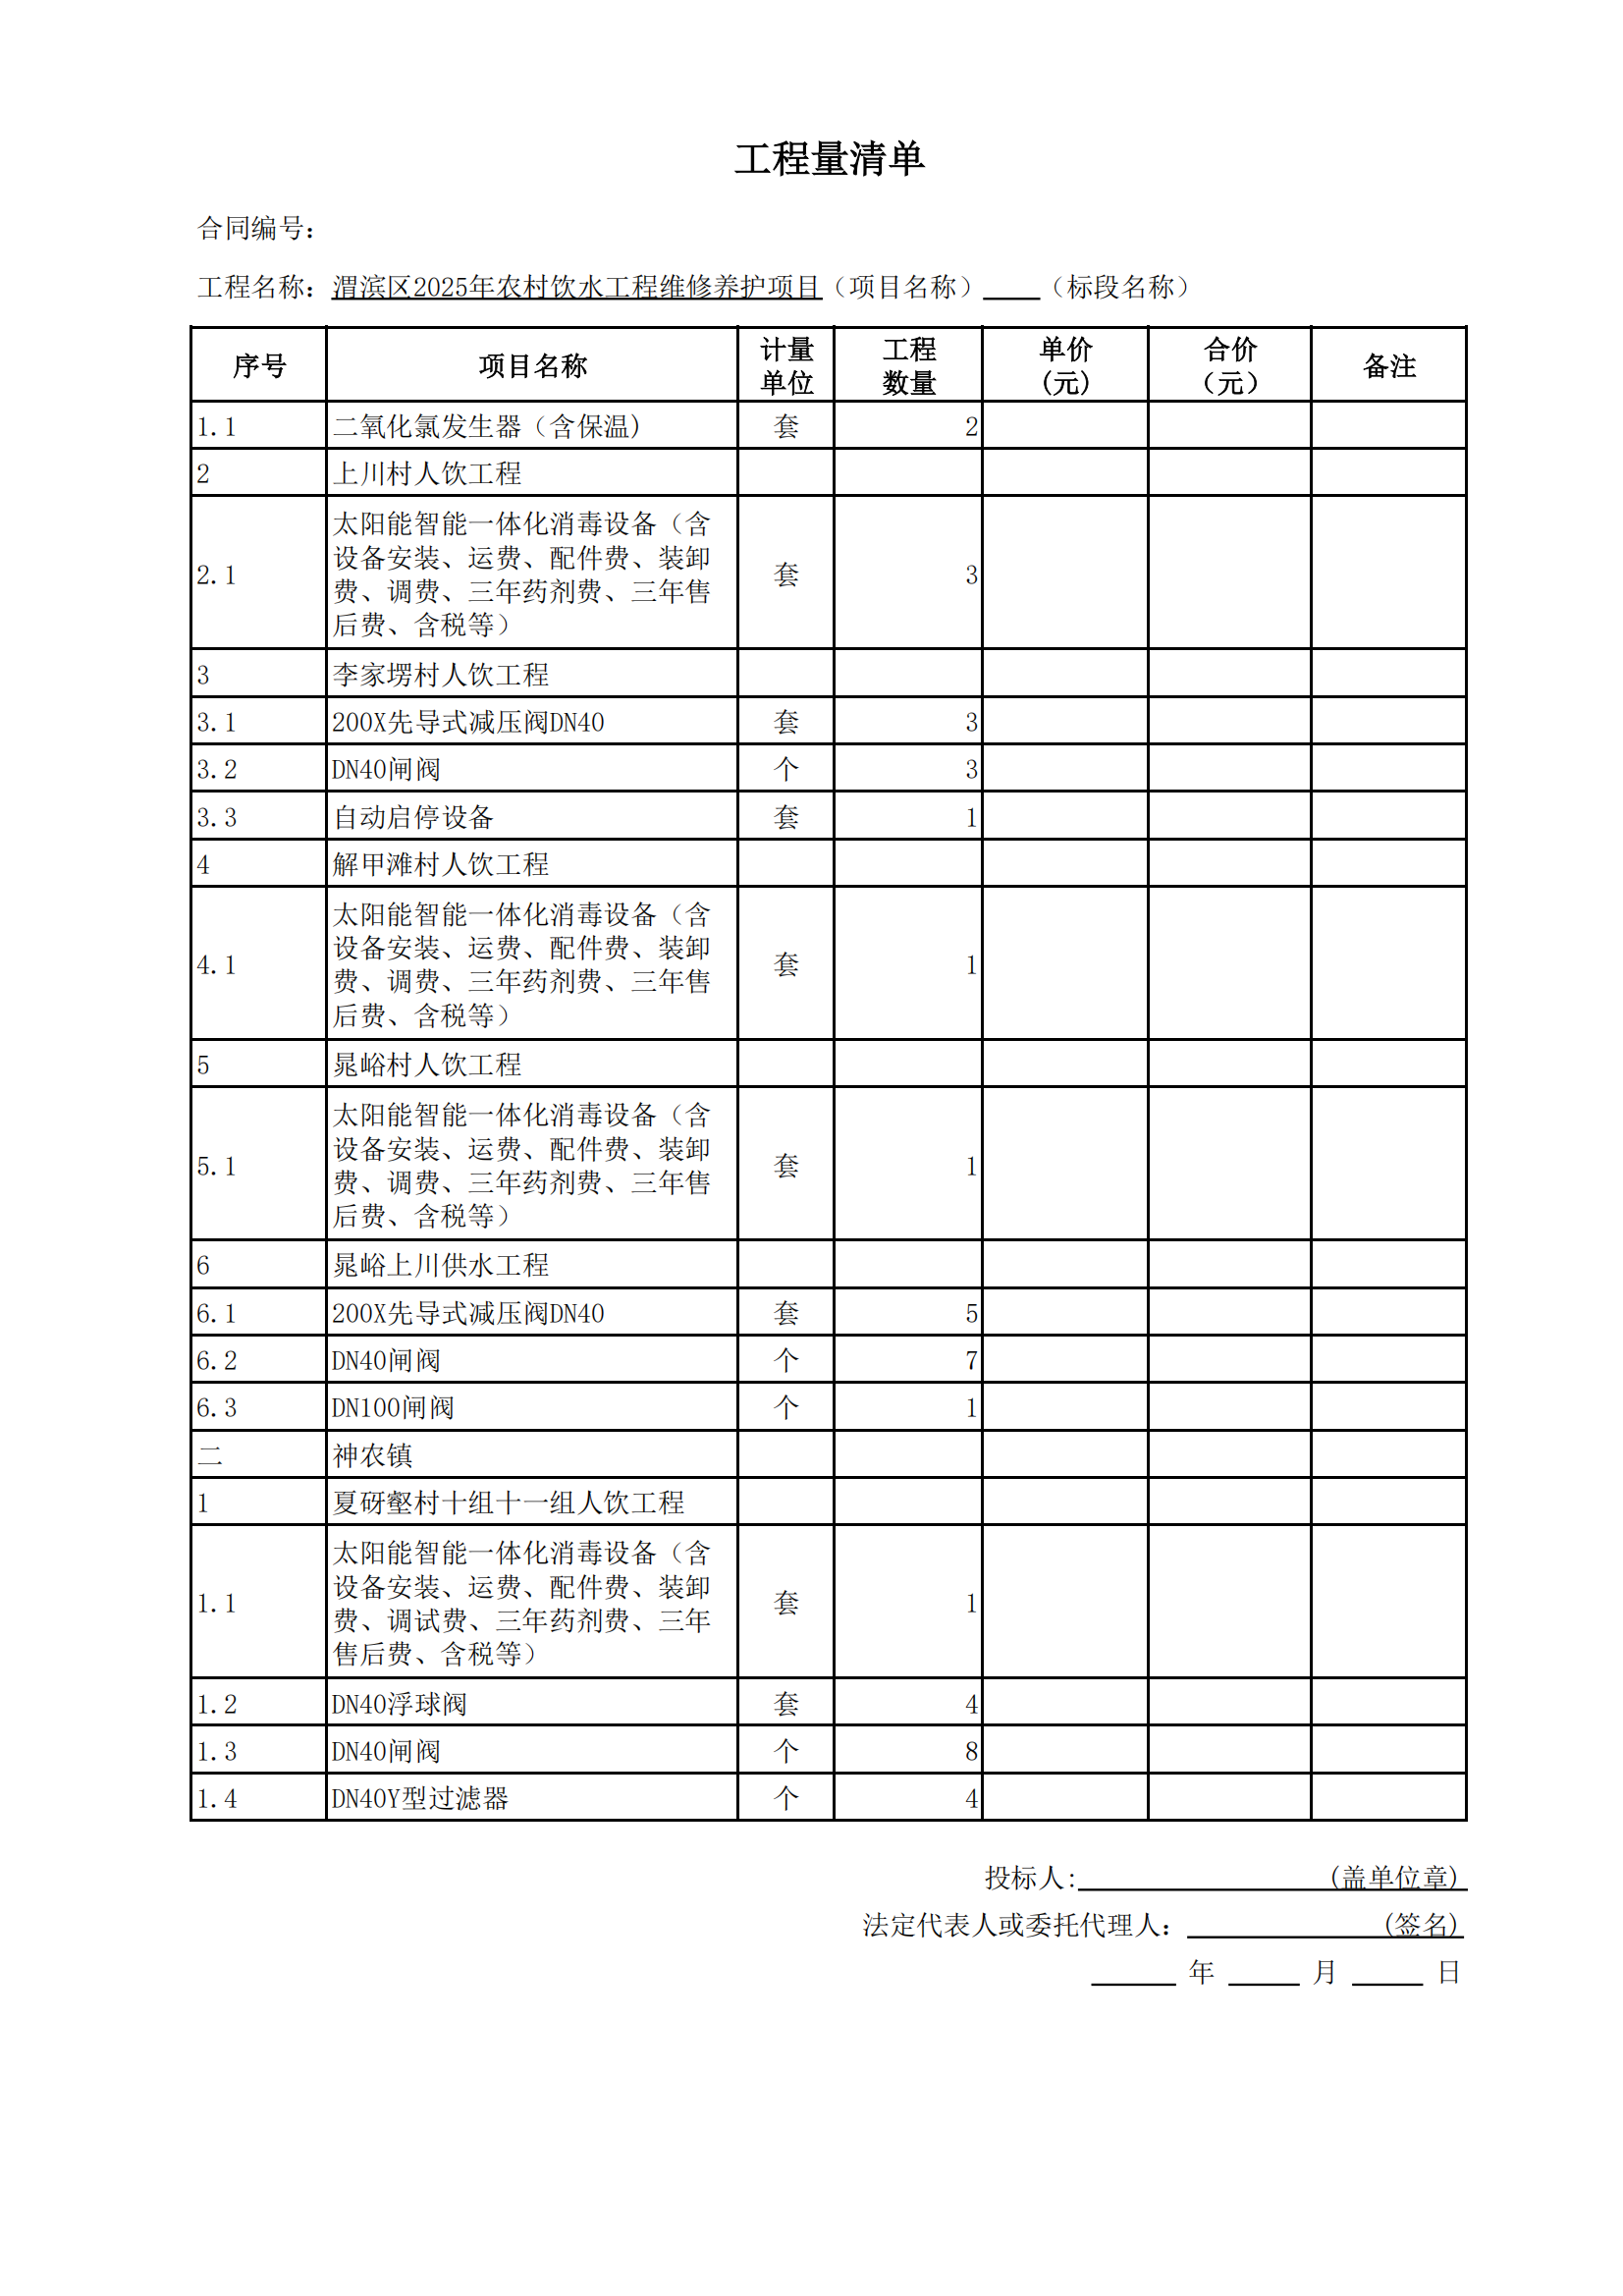 工程量清单
合同编号：
工程名称：渭滨区2025年农村饮水工程维修养护项目（项目名称）____（标段名称）
序号 项目名称 计量单位 工程数量 单价(元) 合价（元） 备注
1.1 二氧化氯发生器（含保温） 套 2
2 上川村人饮工程
太阳能智能一体化消毒设备（含
设备安装、运费、配件费、装卸
2.1 费、调费、三年药剂费、三年售 套 3
后费、含税等）
3 李家塄村人饮工程
3.1 200X先导式减压阀DN40 套 3
3.2 DN40闸阀 个 3
3.3 自动启停设备 套 1
4 解甲滩村人饮工程
太阳能智能一体化消毒设备（含
设备安装、运费、配件费、装卸
4.1 费、调费、三年药剂费、三年售 套 1
后费、含税等）
5 晁峪村人饮工程
太阳能智能一体化消毒设备（含
设备安装、运费、配件费、装卸
5.1 费、调费、三年药剂费、三年售 套 1
后费、含税等）
6 晁峪上川供水工程
6.1 200X先导式减压阀DN40 套 5
6.2 DN40闸阀 个 7
6.3 DN100闸阀 个 1
二 神农镇
1 夏砑壑村十组十一组人饮工程
太阳能智能一体化消毒设备（含
设备安装、运费、配件费、装卸
1.1 费、调试费、三年药剂费、三年 套 1
售后费、含税等）
1.2 DN40浮球阀 套 4
1.3 DN40闸阀 个 8
1.4 DN40Y型过滤器 个 4
投标人：(盖单位章)
法定代表人或委托代理人：(签名)
年 月 日